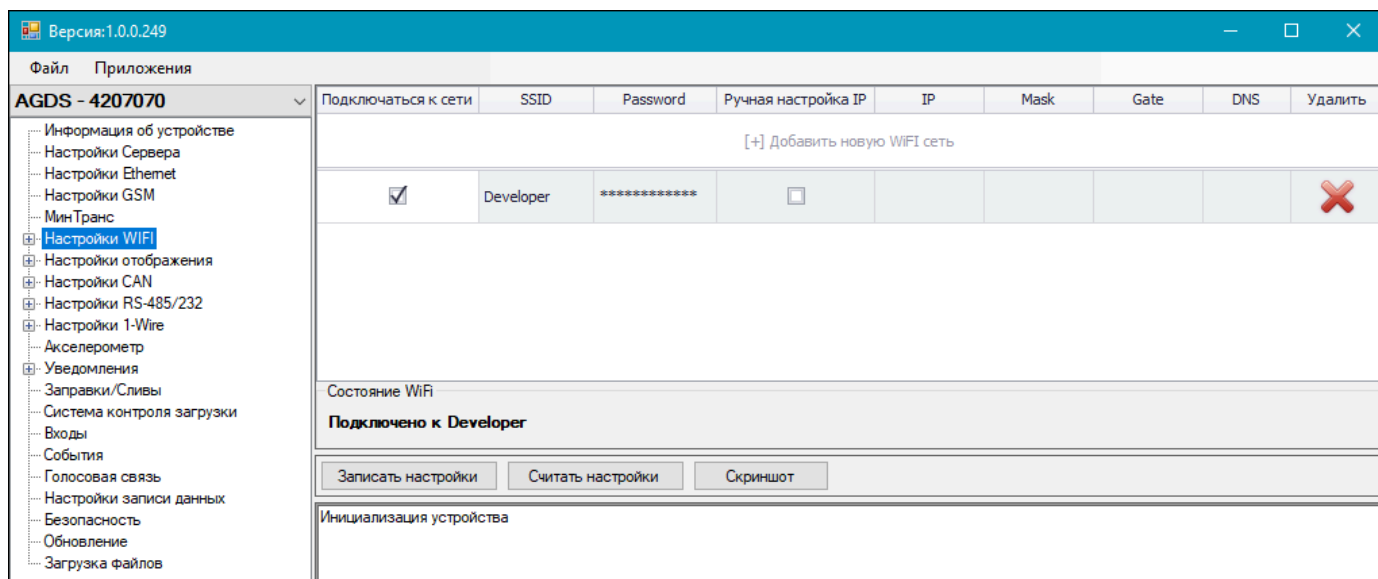 Версия:1.0.0.249
Файл Приложения
AGDS - 4207070
Информация об устройстве
Настройки Сервера
Настройки Ethernet
Настройки GSM
МинТранс
Настройки WIFI
Настройки отображения
Настройки CAN
Настройки RS-485/232
Настройки 1-Wire
Акселерометр
Уведомления
Заправки/Сливы
Система контроля загрузки
Входы
События
Голосовая связь
Настройки записи данных
Безопасность
Обновление
Загрузка файлов
Подключаться к сети SSID Password Ручная настройка IP IP Mask Gate DNS Удалить
[+] Добавить новую WiFI сеть
Developer ************
Состояние WiFi
Подключено к Developer
Записать настройки Считать настройки Скриншот
Инициализация устройства